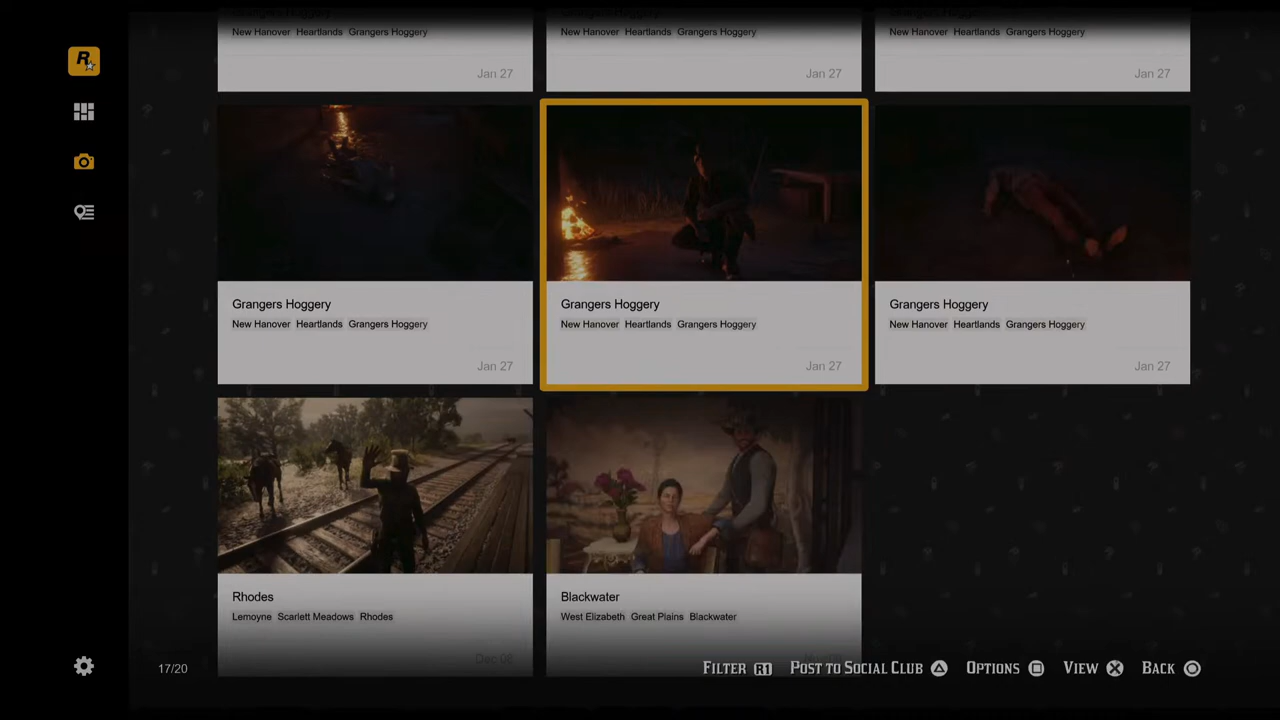 New Hanover Heartlands Grangers Hoggery
New Hanover Heartlands Grangers Hoggery
New Hanover Heartlands Grangers Hoggery
Jan 27
Jan 27
Jan 27
Grangers Hoggery
New Hanover Heartlands Grangers Hoggery
Jan 27
Grangers Hoggery
New Hanover Heartlands Grangers Hoggery
Jan 27
Grangers Hoggery
New Hanover Heartlands Grangers Hoggery
Jan 27
Rhodes
Lemoyne Scarlett Meadows Rhodes
Dec 08
Blackwater
West Elizabeth Great Plains Blackwater
17/20
FILTER R1 POST TO SOCIAL CLUB OPTIONS VIEW BACK